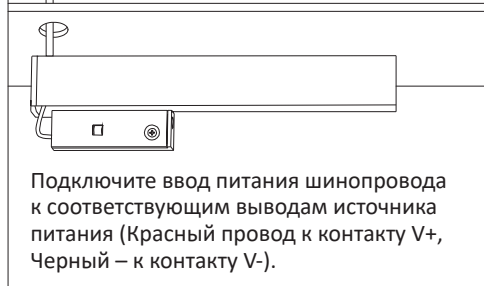 Подключите ввод питания шинопровода
к соответствующим выводам источника
питания (Красный провод к контакту V+,
Черный – к контакту V-).